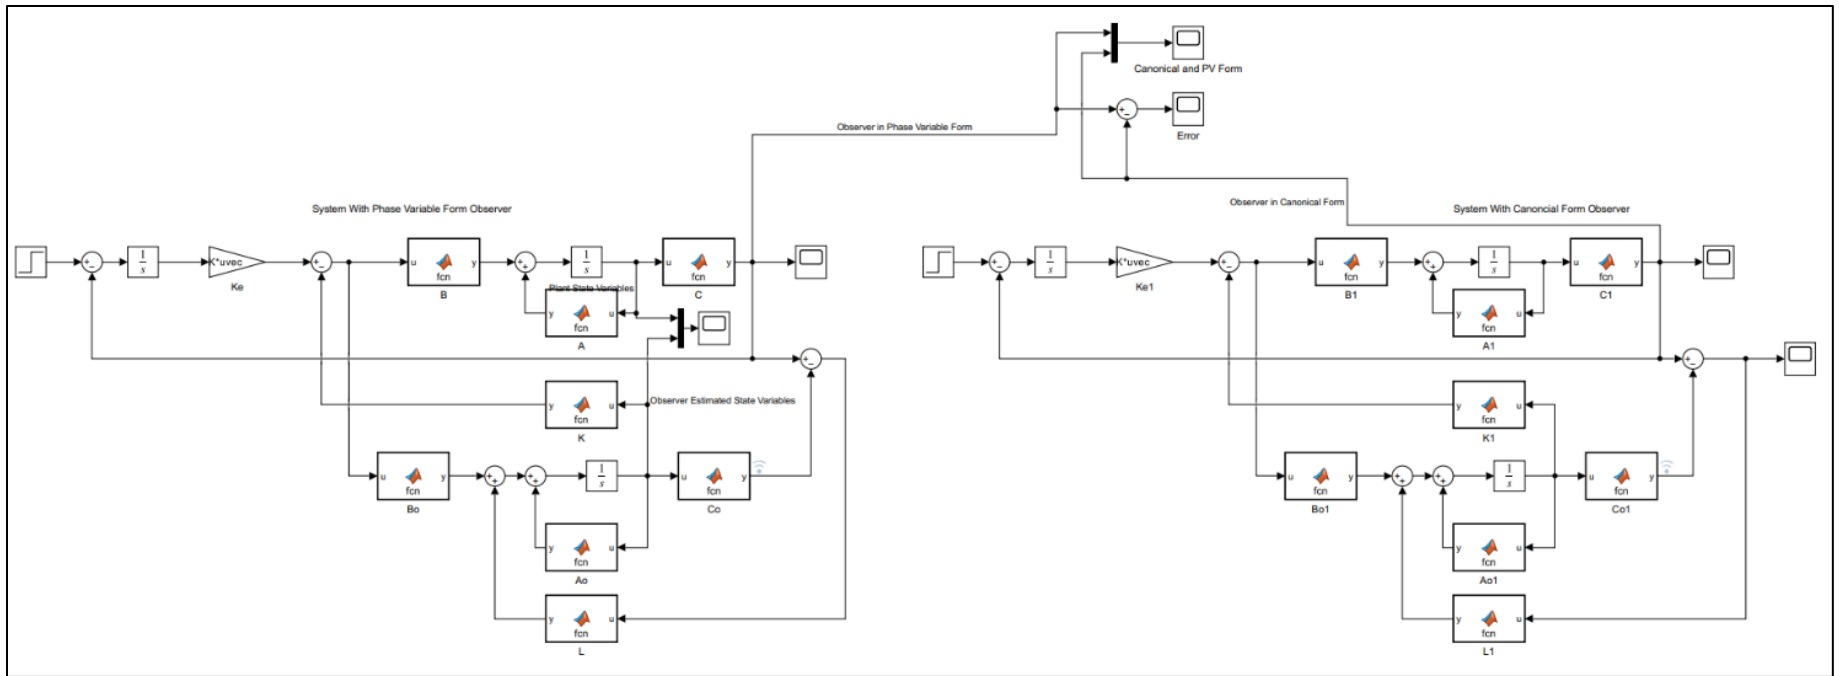 Canonical and PV Form
Error
Observer in Phase Variable Form
Observer in Canonical Form
System With Phase Variable Form Observer
1
s
K*uvec
Ke
u
y
fcn
B
1
s
u
y
fcn
C
Plant State Variables
y
u
fcn
A
y
u
fcn
K
Observer Estimated State Variables
u
y
fcn
Bo
1
s
u
y
fcn
Co
y
u
fcn
Ao
y
u
fcn
L
System With Canoncial Form Observer
1
s
K*uvec
Ke1
u
y
fcn
B1
1
s
u
y
fcn
C1
y
u
fcn
A1
y
u
fcn
K1
u
y
fcn
Bo1
1
s
u
y
fcn
Co1
y
u
fcn
Ao1
y
u
fcn
L1